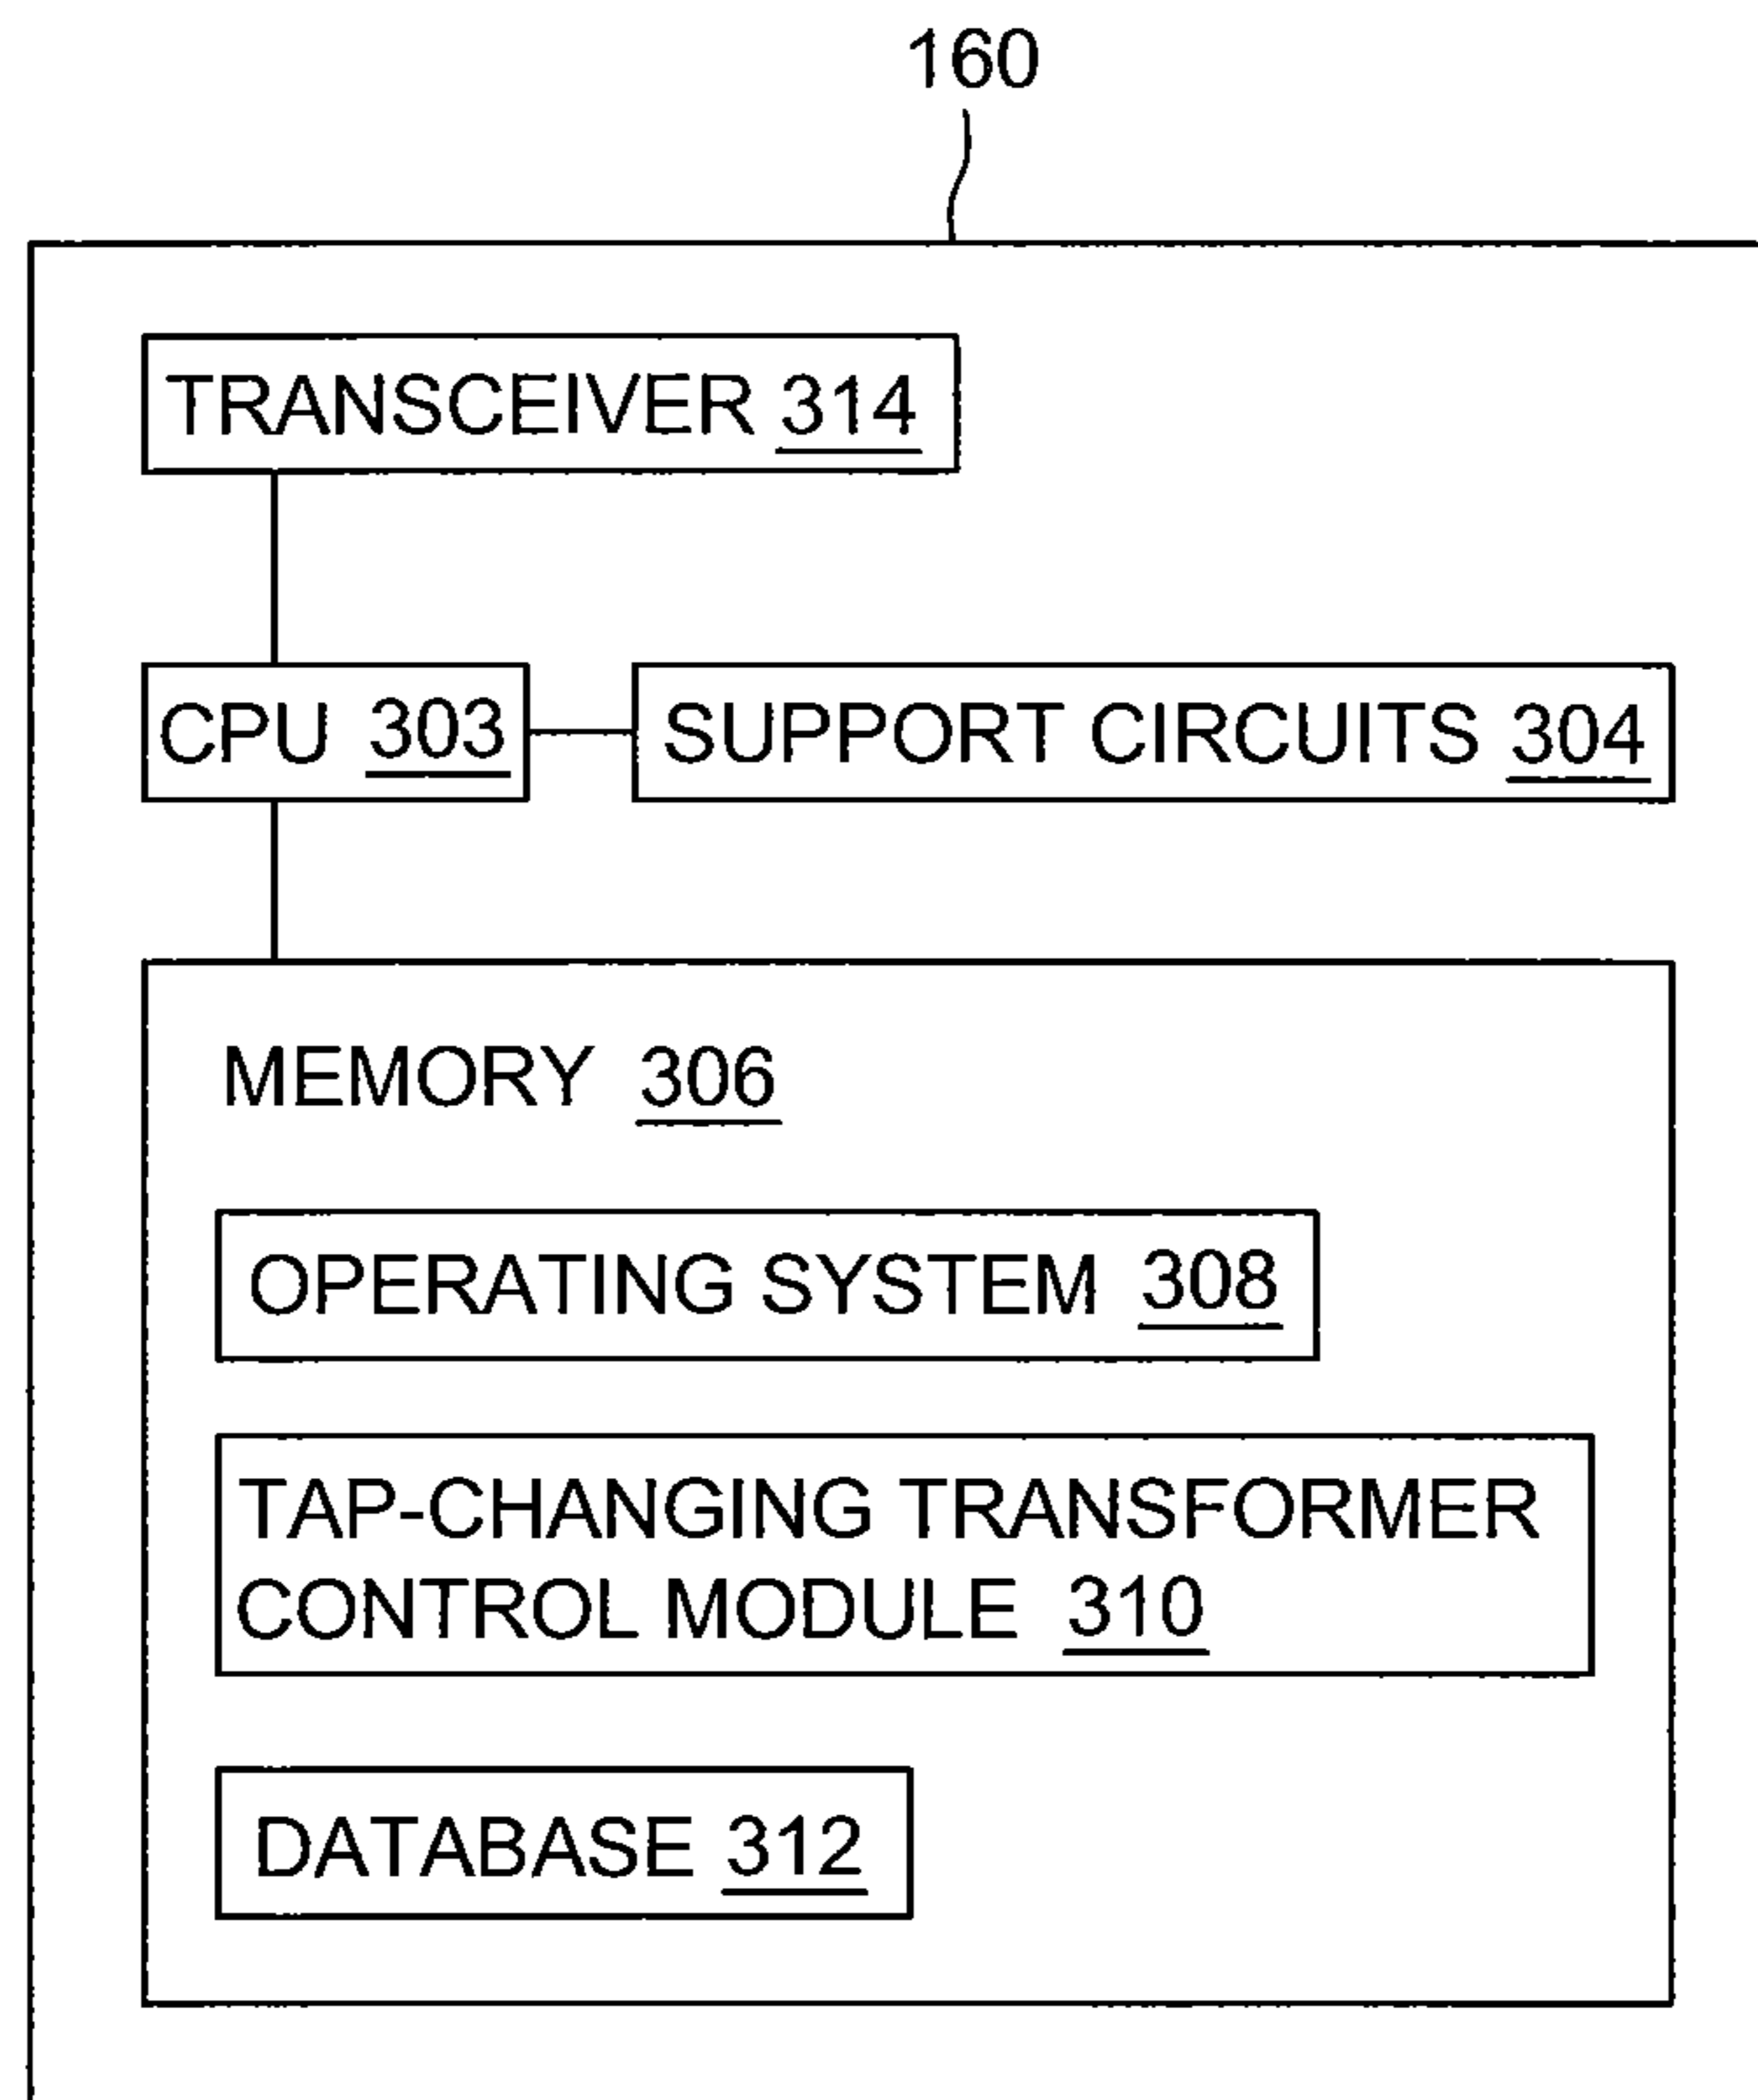 160
TRANSCEIVER 314
CPU 303
SUPPORT CIRCUITS 304
MEMORY 306
OPERATING SYSTEM 308
TAP-CHANGING TRANSFORMER
CONTROL MODULE 310
DATABASE 312